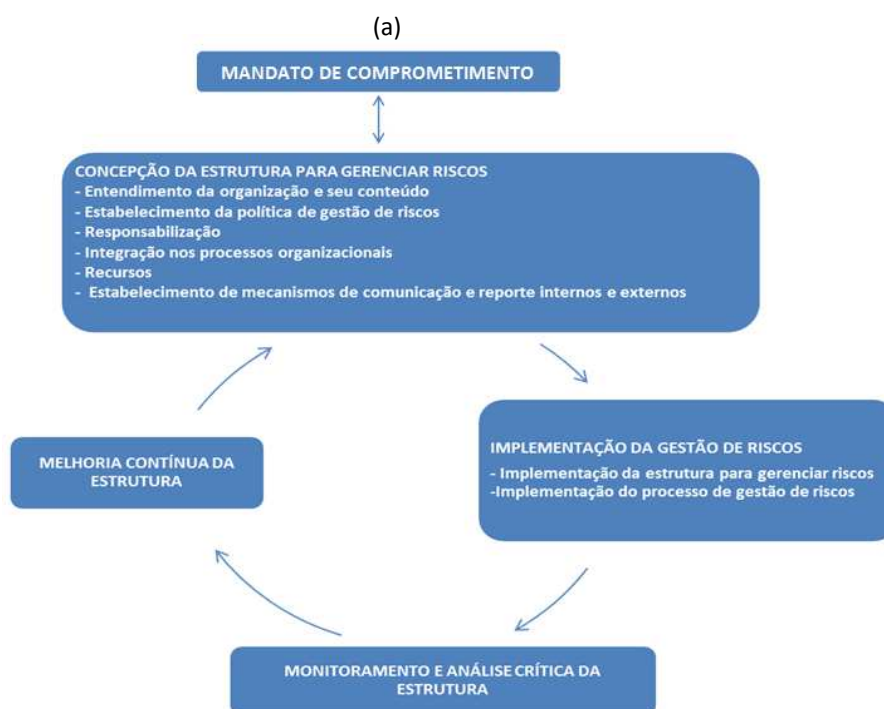 (a)
MANDATO DE COMPROMETIMENTO
CONCEPÇÃO DA ESTRUTURA PARA GERENCIAR RISCOS
- Entendimento da organização e seu conteúdo
- Estabelecimento da política de gestão de riscos
- Responsabilização
- Integração nos processos organizacionais
- Recursos
- Estabelecimento de mecanismos de comunicação e reporte internos e externos
IMPLEMENTAÇÃO DA GESTÃO DE RISCOS
- Implementação da estrutura para gerenciar riscos
-Implementação do processo de gestão de riscos
MELHORIA CONTÍNUA DA
ESTRUTURA
MONITORAMENTO E ANÁLISE CRÍTICA DA
ESTRUTURA